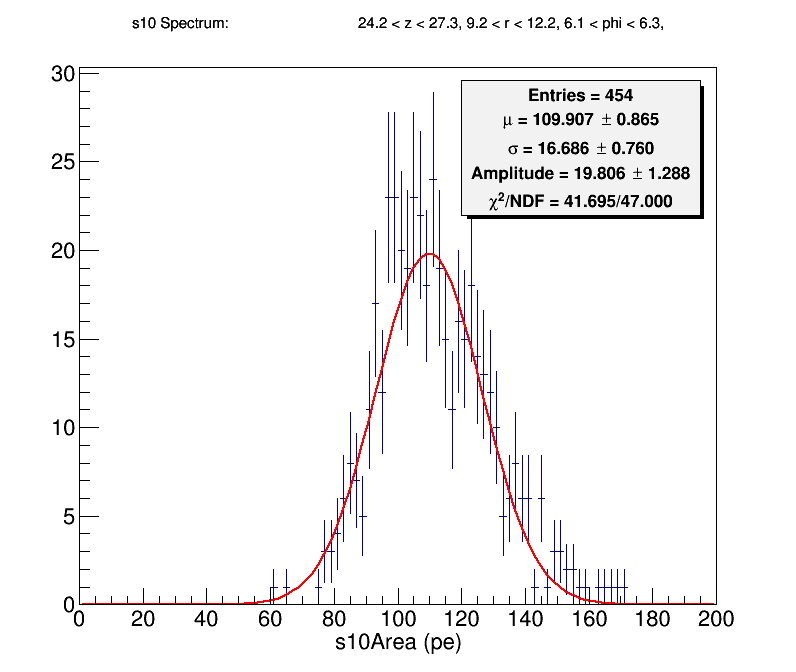 s10 Spectrum: 24.2 < z < 27.3, 9.2 < r < 12.2, 6.1 < phi < 6.3,
Entries = 454
μ = 109.907 ± 0.865
σ = 16.686 ± 0.760
Amplitude = 19.806 ± 1.288
χ²/NDF = 41.695/47.000
30
25
20
15
10
5
0
0 20 40 60 80 100 120 140 160 180 200
s10Area (pe)